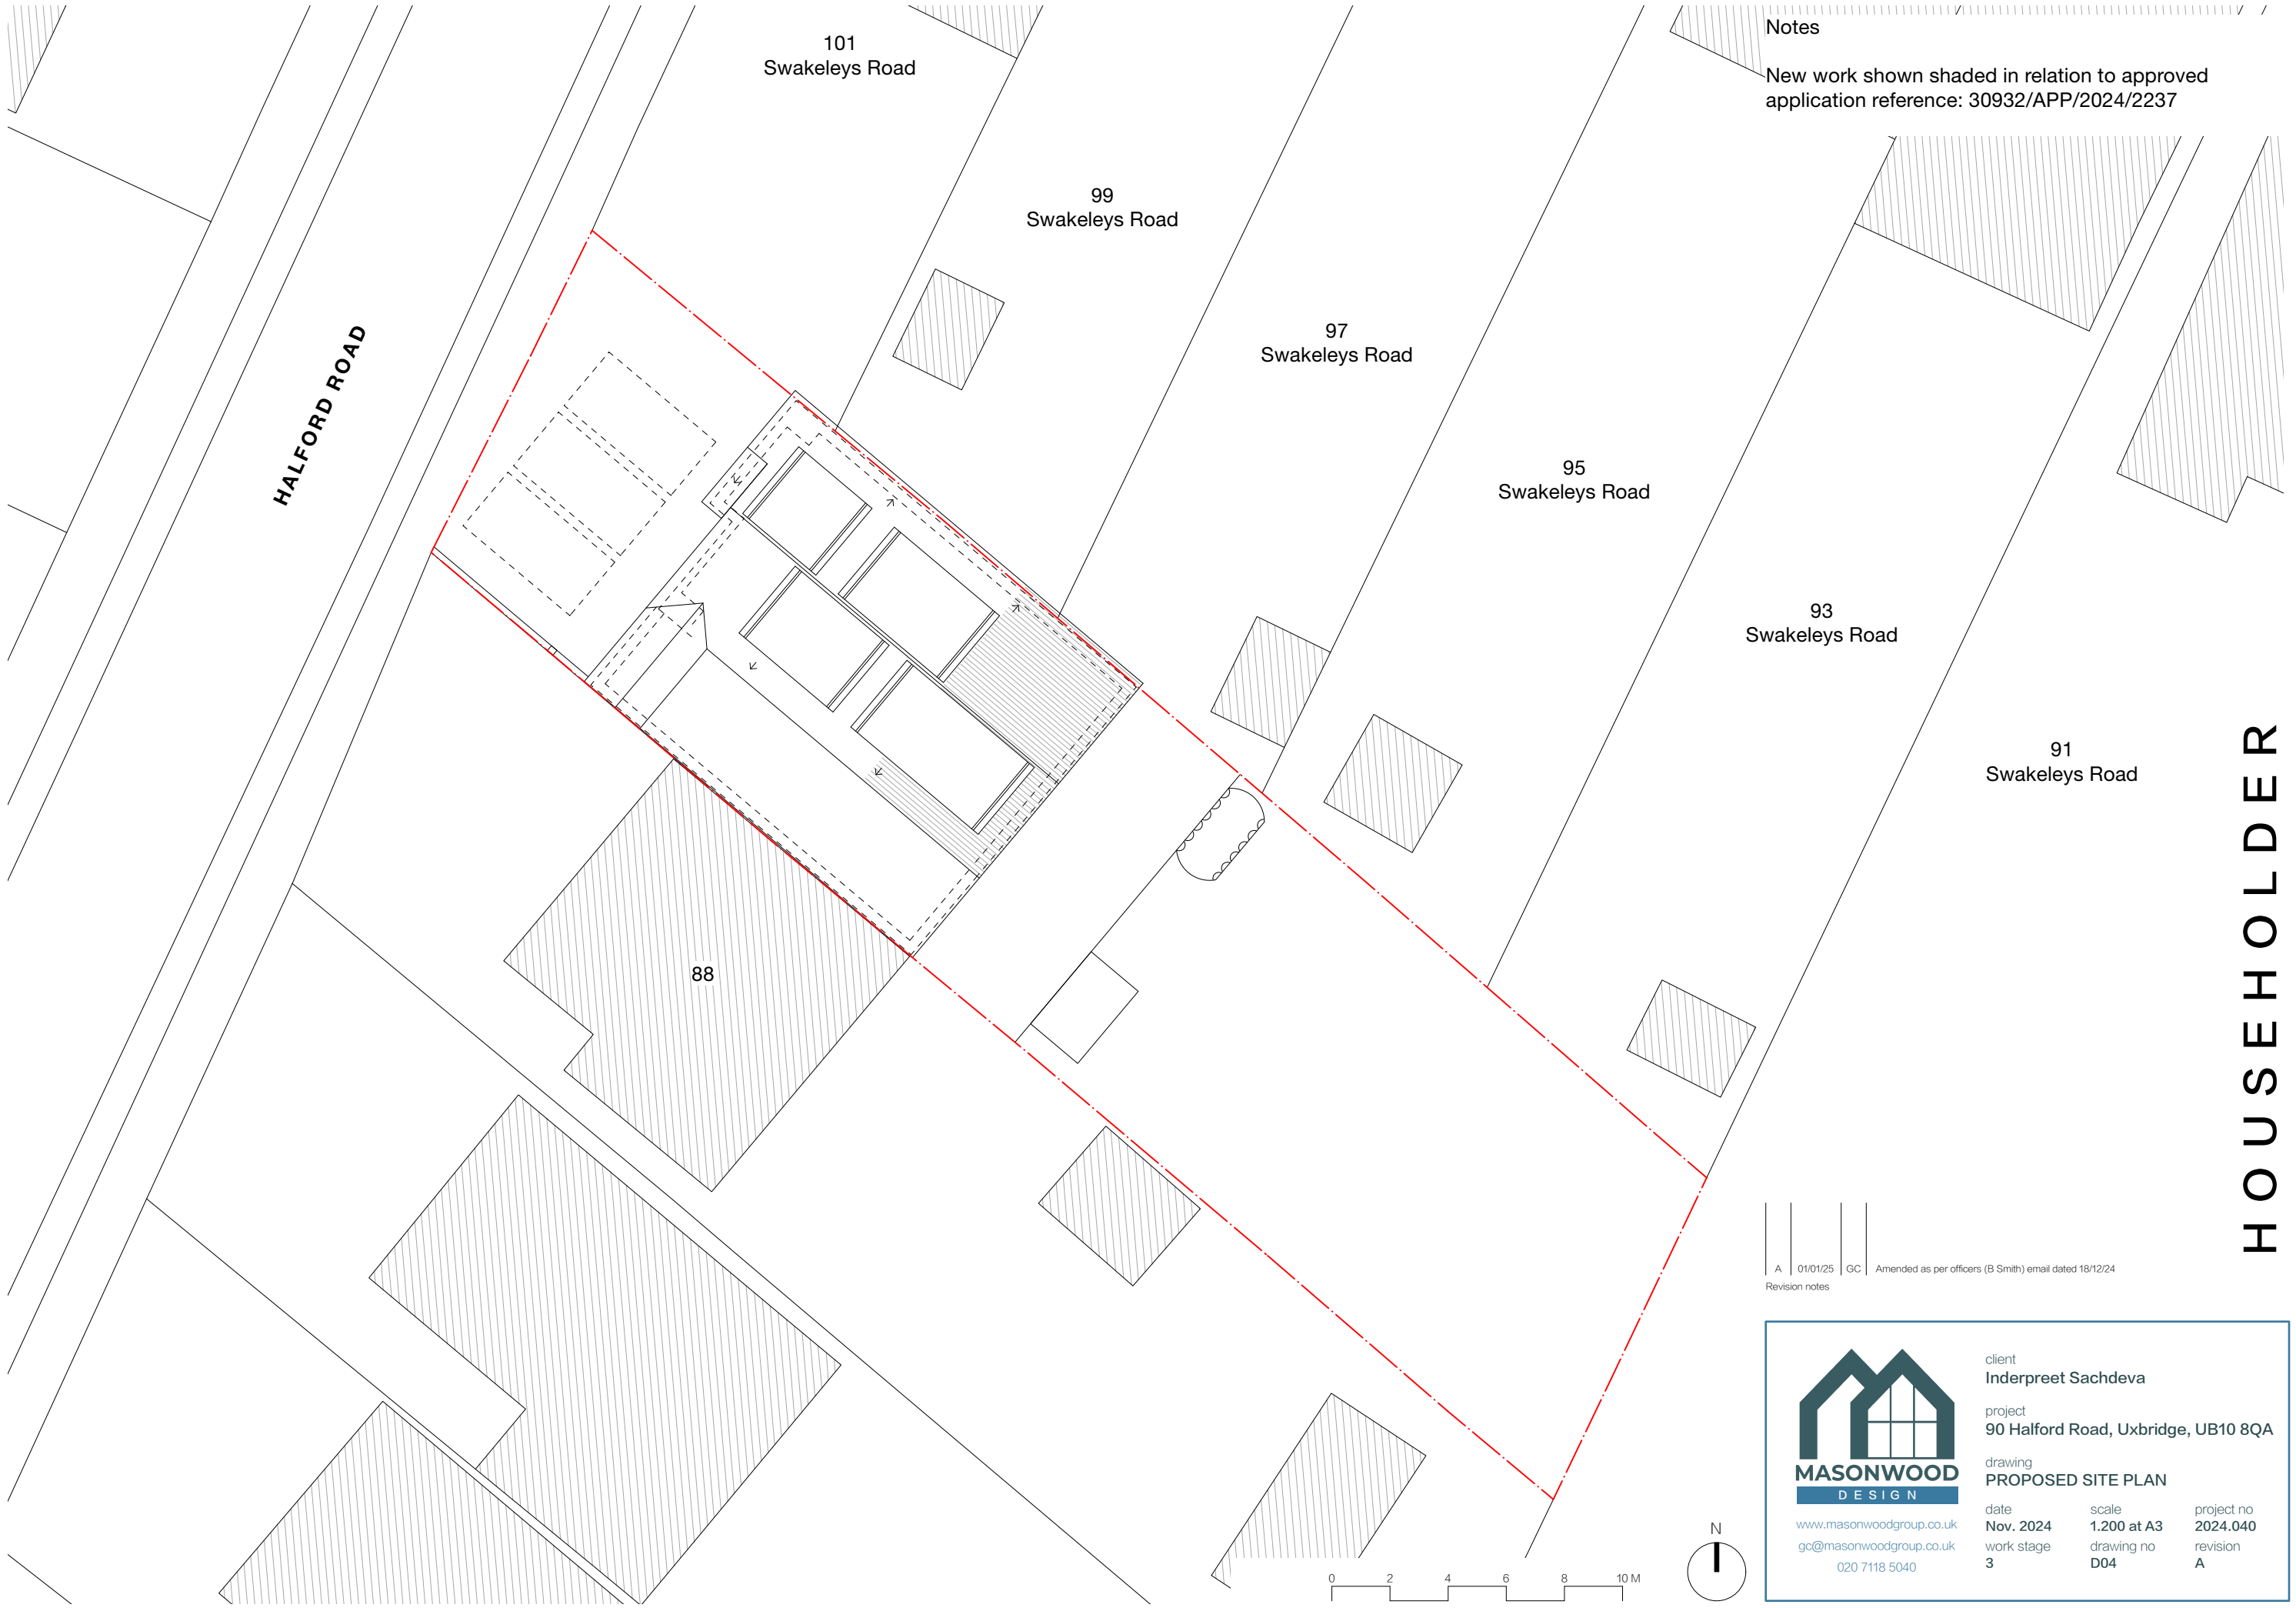 Notes
New work shown shaded in relation to approved
application reference: 30932/APP/2024/2237
101
Swakeleys Road
99
Swakeleys Road
97
Swakeleys Road
95
Swakeleys Road
93
Swakeleys Road
91
Swakeleys Road
HALFORD ROAD
88
HOUSEHOLDER
A 01/01/25 GC Amended as per officers (B Smith) email dated 18/12/24
Revision notes
MASONWOOD
DESIGN
www.masonwoodgroup.co.uk
gc@masonwoodgroup.co.uk
020 7118 5040
client
Inderpreet Sachdeva
project
90 Halford Road, Uxbridge, UB10 8QA
drawing
PROPOSED SITE PLAN
date scale project no
Nov. 2024 1.200 at A3 2024.040
work stage drawing no revision
3 D04 A
N
0 2 4 6 8 10 M